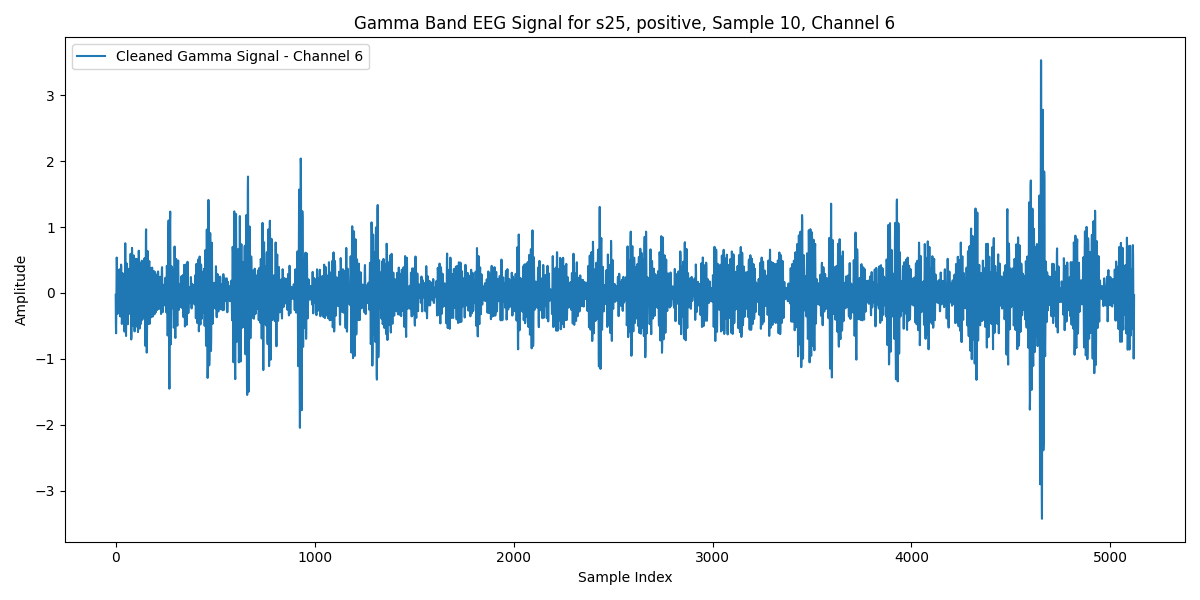 Gamma Band EEG Signal for s25, positive, Sample 10, Channel 6
Cleaned Gamma Signal - Channel 6
3
2
1
0
−1
−2
−3
Amplitude
0 1000 2000 3000 4000 5000
Sample Index